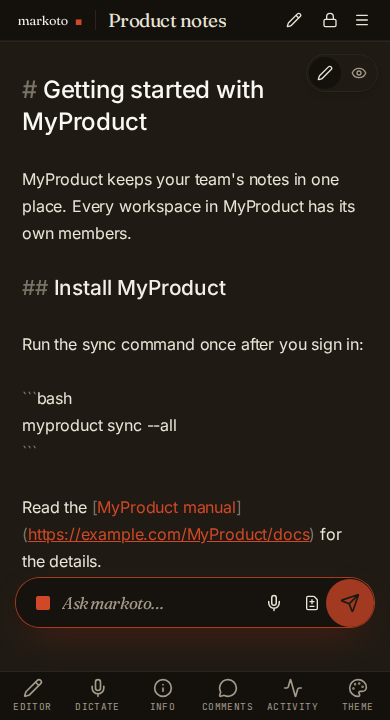 markoto
Product notes
# Getting started with
MyProduct
MyProduct keeps your team's notes in one
place. Every workspace in MyProduct has its
own members.
## Install MyProduct
Run the sync command once after you sign in:
```bash
myproduct sync --all
```
Read the [MyProduct manual]
(https://example.com/MyProduct/docs) for
the details.
Ask markoto...
EDITOR DICTATE INFO COMMENTS ACTIVITY THEME